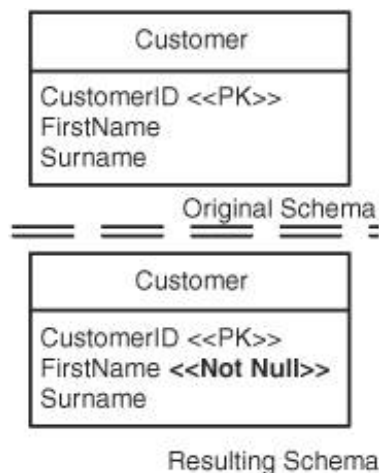 Customer
CustomerID <<PK>>
FirstName
Surname
Original Schema
Customer
CustomerID <<PK>>
FirstName <<Not Null>>
Surname
Resulting Schema